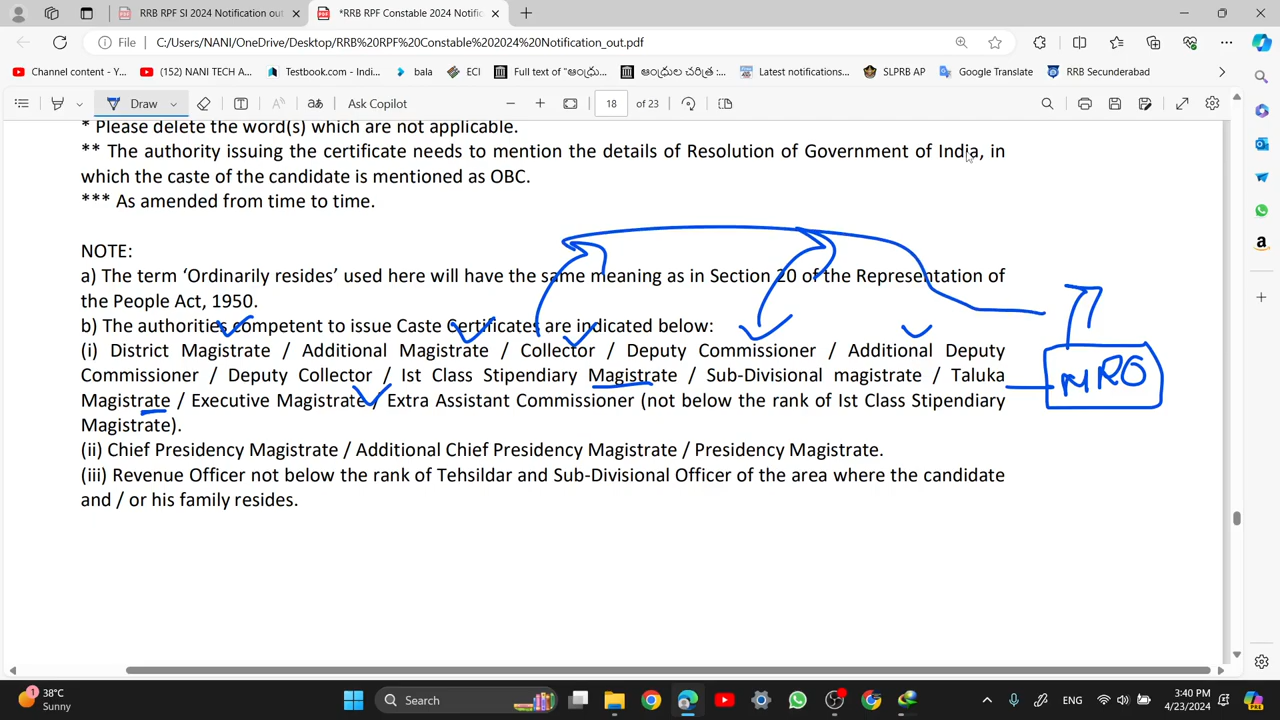 RRB RPF SI 2024 Notification out
*RRB RPF Constable 2024 Notific
File
C:/Users/NANI/OneDrive/Desktop/RRB%20RPF%20Constable%202024%20Notification_out.pdf
Channel content - Y...
(152) NANI TECH A...
Testbook.com - Indi...
bala
ECI
Full text of "ఆంధ్రు...
ఆంధ్రుల చరిత్ర :...
Latest notifications...
SLPRB AP
Google Translate
RRB Secunderabad
Draw
Ask Copilot
18 of 23
* Please delete the word(s) which are not applicable.
** The authority issuing the certificate needs to mention the details of Resolution of Government of India, in
which the caste of the candidate is mentioned as OBC.
*** As amended from time to time.
NOTE:
a) The term ‘Ordinarily resides’ used here will have the same meaning as in Section 20 of the Representation of
the People Act, 1950.
b) The authorities competent to issue Caste Certificates are indicated below:
(i) District Magistrate / Additional Magistrate / Collector / Deputy Commissioner / Additional Deputy
Commissioner / Deputy Collector / Ist Class Stipendiary Magistrate / Sub-Divisional magistrate / Taluka
MRO
Magistrate / Executive Magistrate / Extra Assistant Commissioner (not below the rank of Ist Class Stipendiary
Magistrate).
(ii) Chief Presidency Magistrate / Additional Chief Presidency Magistrate / Presidency Magistrate.
(iii) Revenue Officer not below the rank of Tehsildar and Sub-Divisional Officer of the area where the candidate
and / or his family resides.
1
38°C
Sunny
Search
ENG
3:40 PM
4/23/2024